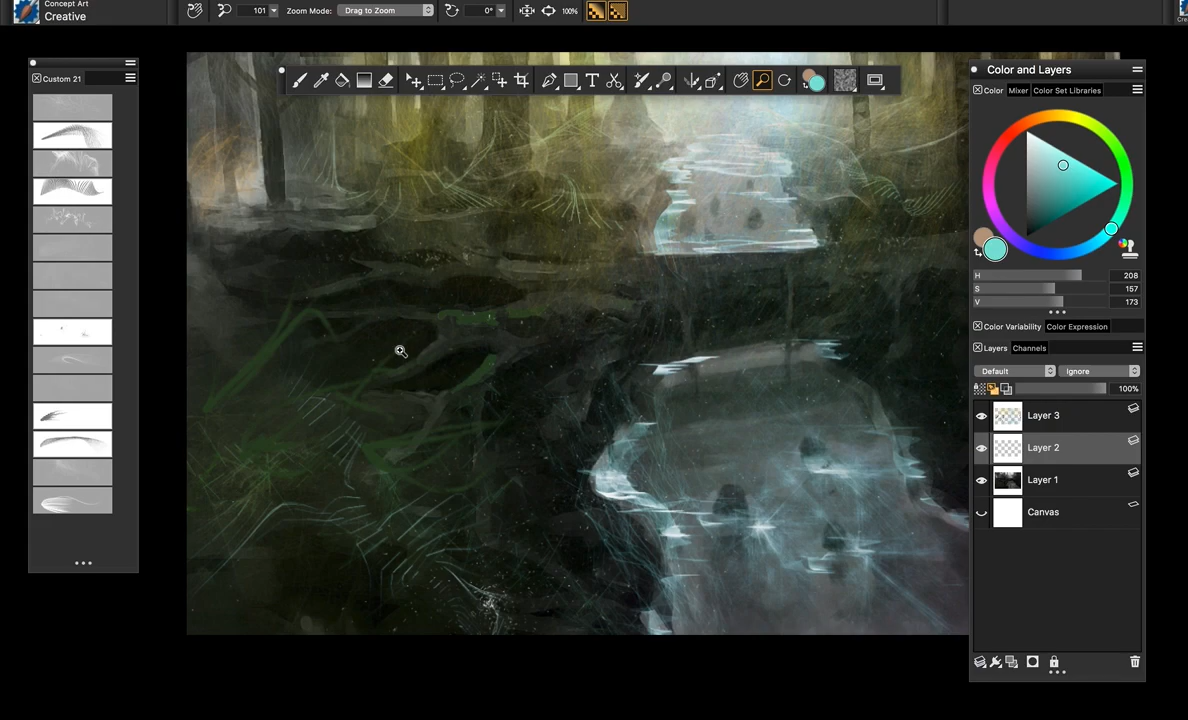 Concept Art
Creative
101
Zoom Mode:
Drag to Zoom
0°
100%
Custom 21
Color and Layers
Color
Mixer
Color Set Libraries
H
208
S
157
V
173
Color Variability
Color Expression
Layers
Channels
Default
Ignore
100%
Layer 3
Layer 2
Layer 1
Canvas